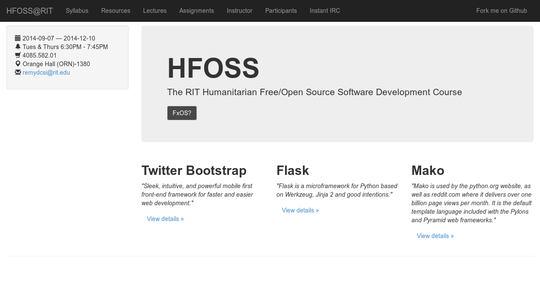 HFOSS@RIT Syllabus Resources Lectures Assignments Instructor Participants Instant IRC Fork me on Github
2014-09-07 — 2014-12-10
Tues & Thurs 6:30PM - 7:45PM
4085.582.01
Orange Hall (ORN)-1380
remydcsi@rit.edu
HFOSS
The RIT Humanitarian Free/Open Source Software Development Course
FxOS?
Twitter Bootstrap
"Sleek, intuitive, and powerful mobile first
front-end framework for faster and easier
web development."
View details »
Flask
"Flask is a microframework for Python based
on Werkzeug, Jinja 2 and good intentions."
View details »
Mako
"Mako is used by the python.org website, as
well as reddit.com where it delivers over one
billion page views per month. It is the default
template language included with the Pylons
and Pyramid web frameworks."
View details »